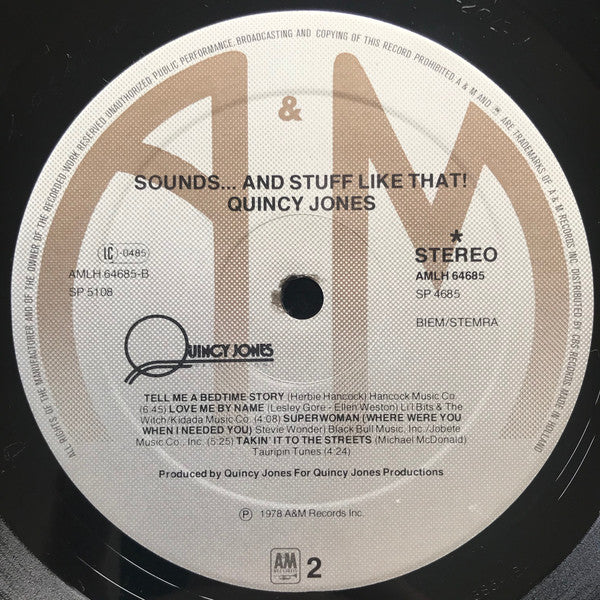 ALL RIGHTS OF THE MANUFACTURER AND OF THE OWNER OF THE RECORDED WORK RESERVED. UNAUTHORIZED PUBLIC PERFORMANCE, BROADCASTING AND COPYING OF THIS RECORD PROHIBITED. A & M AND ARE TRADEMARKS OF A & M RECORDS INC. DISTRIBUTED BY CBS RECORDS. MADE IN HOLLAND
A & M
SOUNDS... AND STUFF LIKE THAT!
QUINCY JONES
LC -0485
AMLH 64685-B
SP 5108
*
STEREO
AMLH 64685
SP 4685
BIEM/STEMRA
QUINCY JONES
TELL ME A BEDTIME STORY (Herbie Hancock) Hancock Music Co.
(6:45) LOVE ME BY NAME (Lesley Gore - Ellen Weston) Li'l Bits & The
Witch/Kidada Music Co. (4:08) SUPERWOMAN (WHERE WERE YOU
WHEN I NEEDED YOU) (Stevie Wonder) Black Bull Music, Inc./Jobete
Music Co., Inc. (5:25) TAKIN' IT TO THE STREETS (Michael McDonald)
Tauripin Tunes (4:24)
Produced by Quincy Jones For Quincy Jones Productions
Ⓟ 1978 A&M Records Inc.
A&M
RECORDS
2